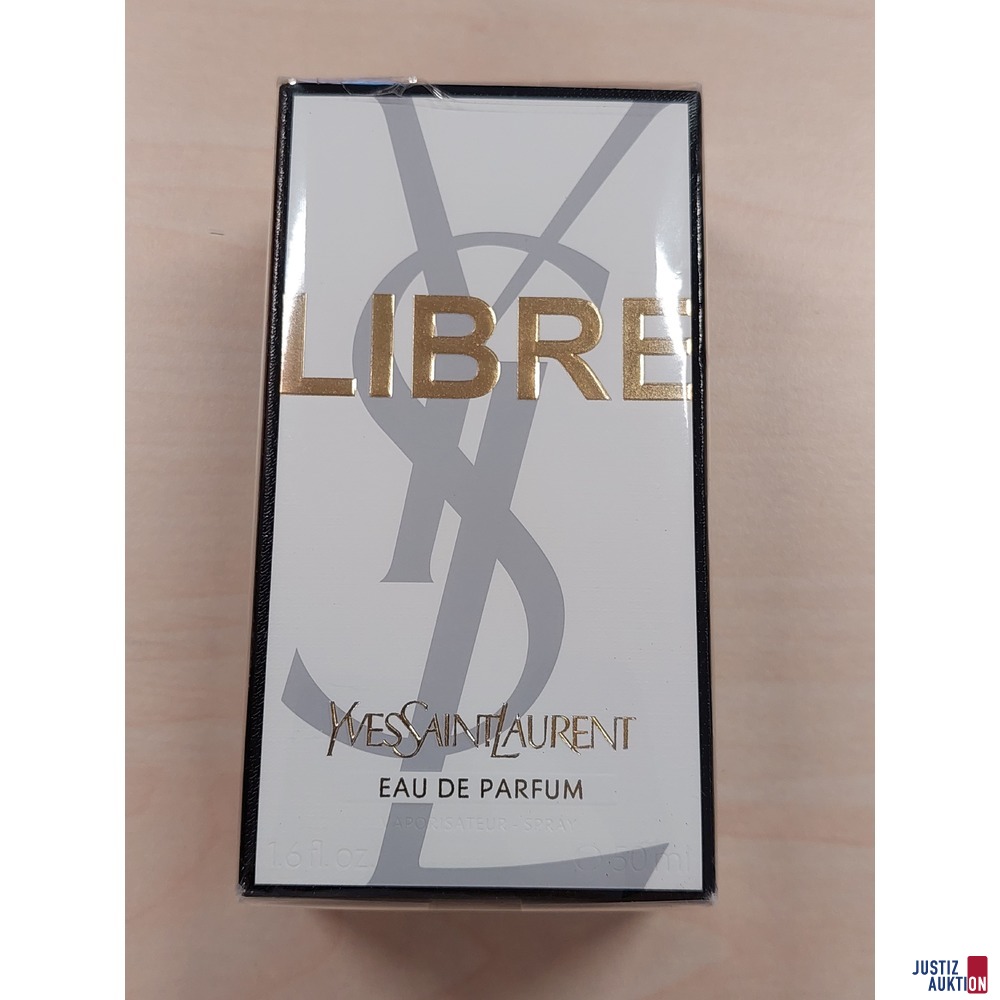 LIBRE
YVESSAINTLAURENT
EAU DE PARFUM
VAPORISATEUR - SPRAY
1.6 fl. oz. ℮ 50 ml
JUSTIZ
AUKTION